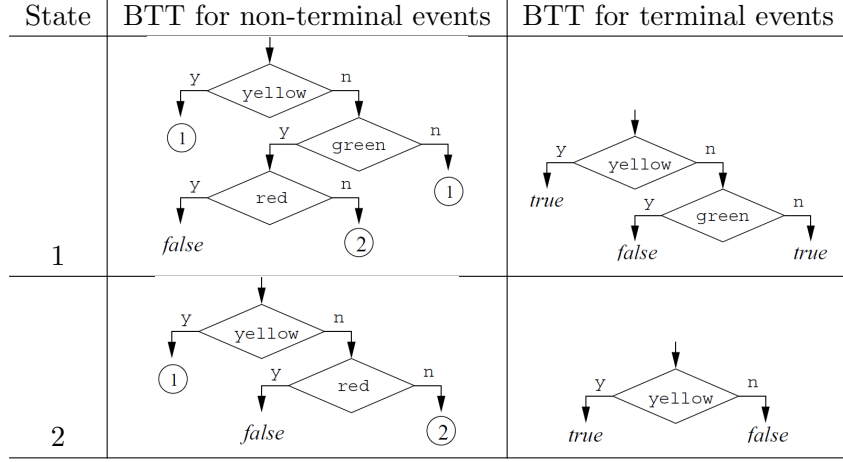 State BTT for non-terminal events BTT for terminal events
y yellow n
1 y green n
y red n 1
false 2
y yellow n
true y green n
false true
1
y yellow n
1 y red n
false 2
y yellow n
true false
2